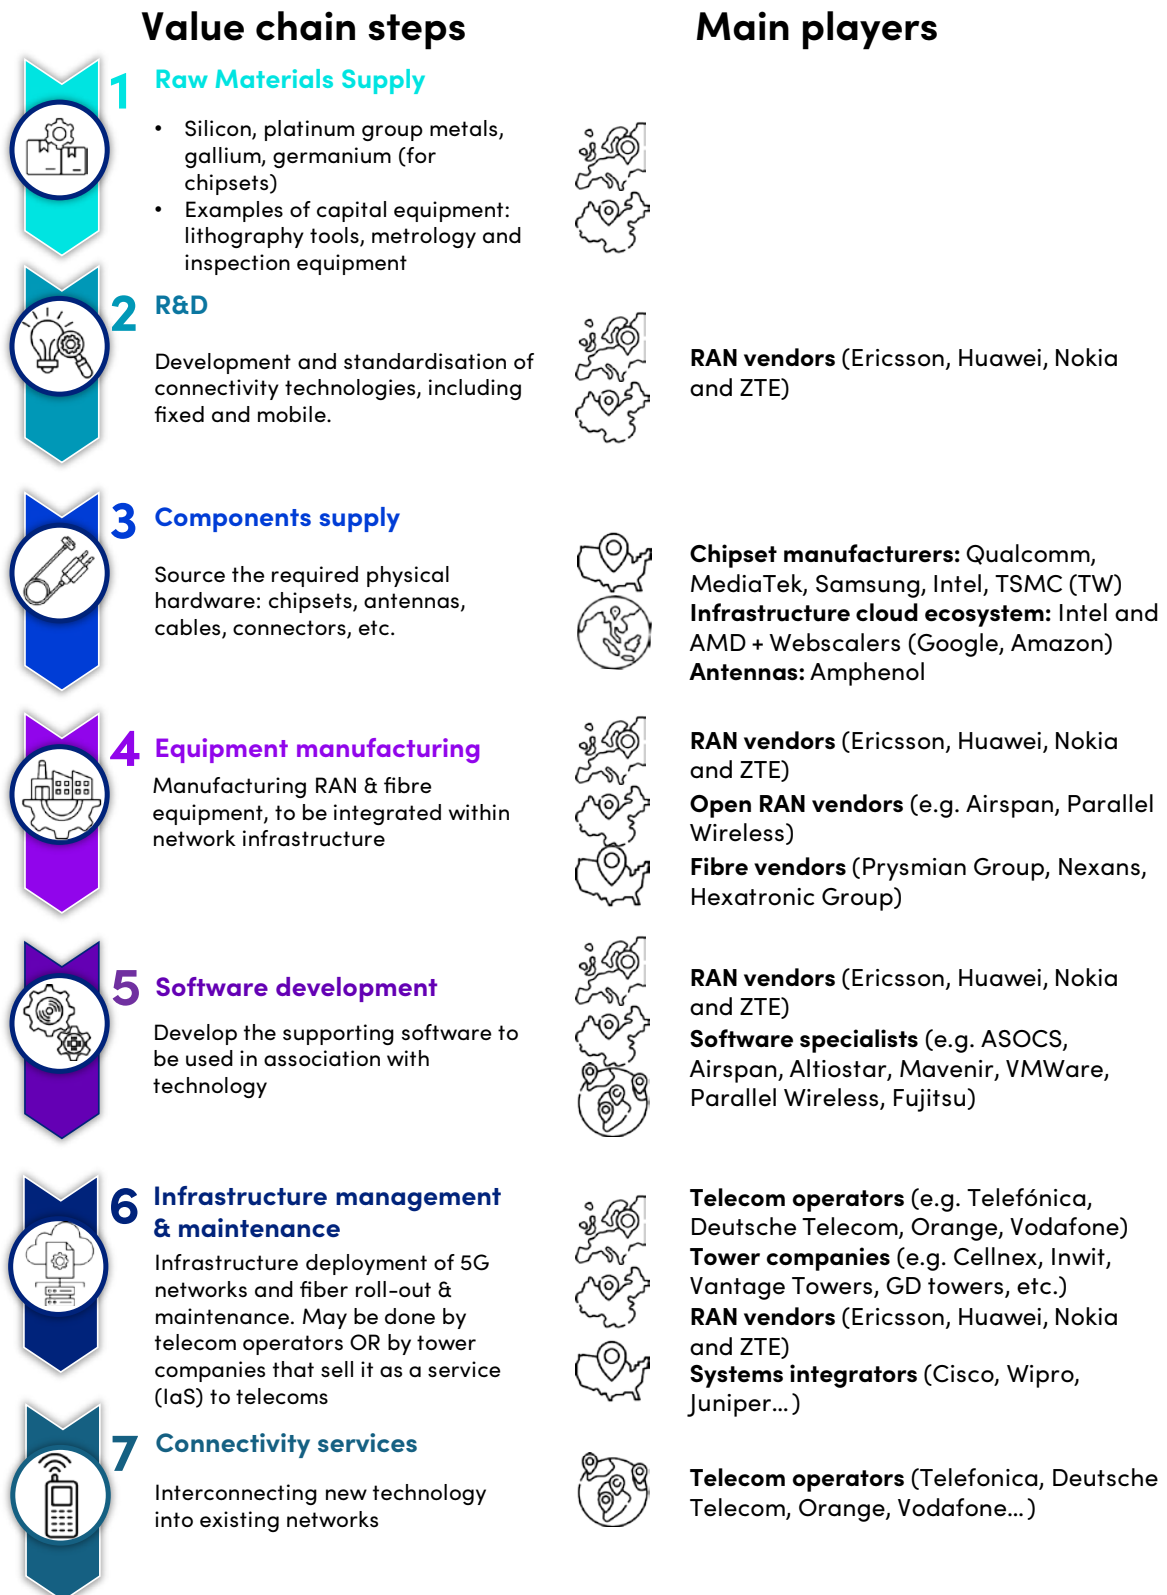 Value chain steps
Main players
1
Raw Materials Supply
• Silicon, platinum group metals,
gallium, germanium (for
chipsets)
• Examples of capital equipment:
lithography tools, metrology and
inspection equipment
2
R&D
Development and standardisation of
connectivity technologies, including
fixed and mobile.
RAN vendors (Ericsson, Huawei, Nokia
and ZTE)
3
Components supply
Source the required physical
hardware: chipsets, antennas,
cables, connectors, etc.
Chipset manufacturers: Qualcomm,
MediaTek, Samsung, Intel, TSMC (TW)
Infrastructure cloud ecosystem: Intel and
AMD + Webscalers (Google, Amazon)
Antennas: Amphenol
4
Equipment manufacturing
Manufacturing RAN & fibre
equipment, to be integrated within
network infrastructure
RAN vendors (Ericsson, Huawei, Nokia
and ZTE)
Open RAN vendors (e.g. Airspan, Parallel
Wireless)
Fibre vendors (Prysmian Group, Nexans,
Hexatronic Group)
5
Software development
Develop the supporting software to
be used in association with
technology
RAN vendors (Ericsson, Huawei, Nokia
and ZTE)
Software specialists (e.g. ASOCS,
Airspan, Altiostar, Mavenir, VMWare,
Parallel Wireless, Fujitsu)
6
Infrastructure management
& maintenance
Infrastructure deployment of 5G
networks and fiber roll-out &
maintenance. May be done by
telecom operators OR by tower
companies that sell it as a service
(IaS) to telecoms
Telecom operators (e.g. Telefónica,
Deutsche Telecom, Orange, Vodafone)
Tower companies (e.g. Cellnex, Inwit,
Vantage Towers, GD towers, etc.)
RAN vendors (Ericsson, Huawei, Nokia
and ZTE)
Systems integrators (Cisco, Wipro,
Juniper...)
7
Connectivity services
Interconnecting new technology
into existing networks
Telecom operators (Telefonica, Deutsche
Telecom, Orange, Vodafone...)